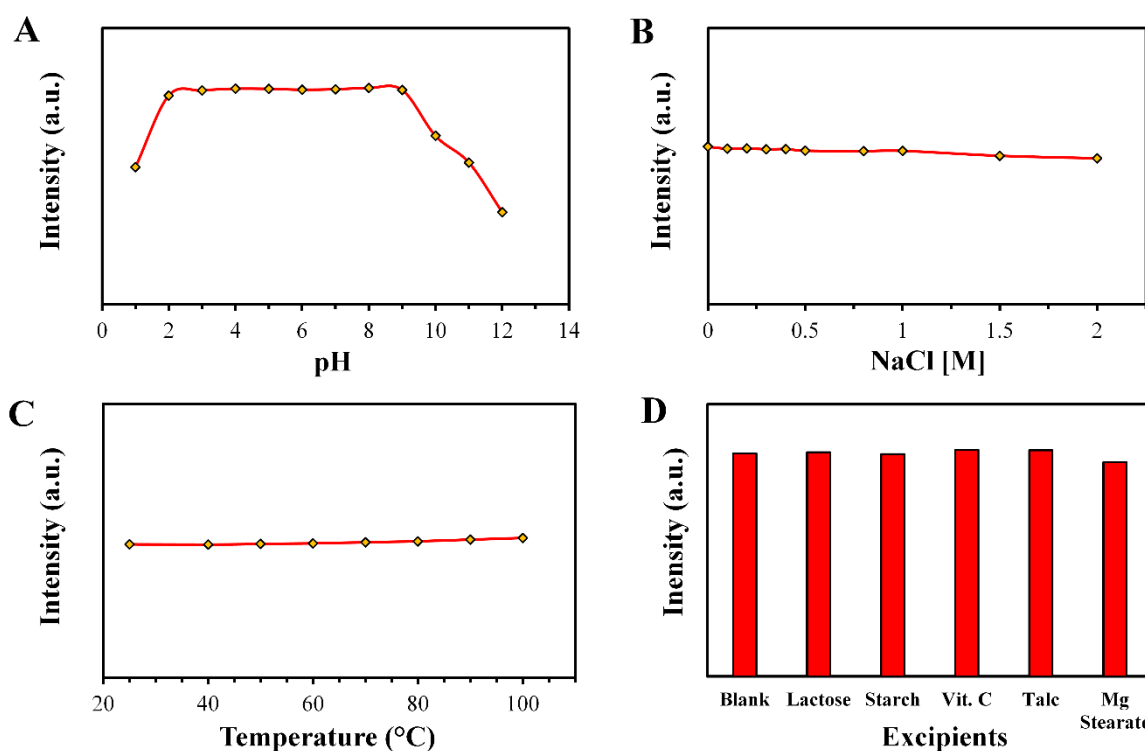 A
Intensity (a.u.)
0 2 4 6 8 10 12 14
pH
B
Intensity (a.u.)
0 0.5 1 1.5 2
NaCl [M]
C
Intensity (a.u.)
20 40 60 80 100
Temperature (°C)
D
Inensity (a.u.)
Blank Lactose Starch Vit. C Talc Mg
Stearate
Excipients